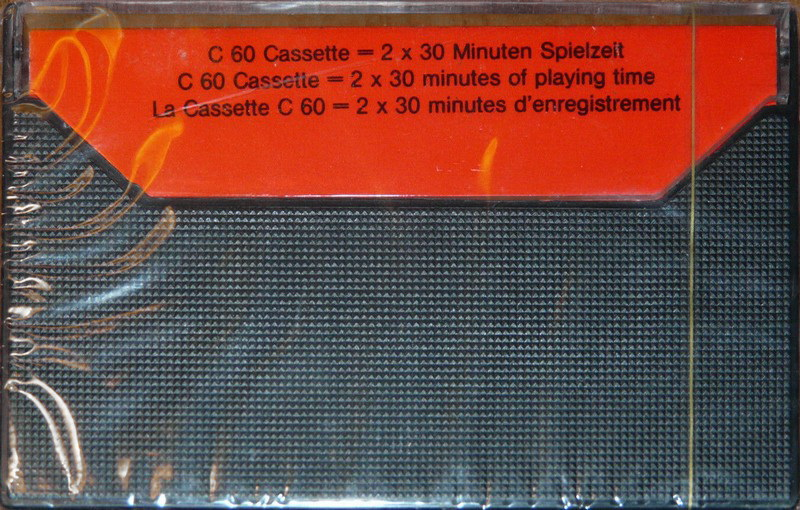 C 60 Cassette = 2 x 30 Minuten Spielzeit
C 60 Cassette = 2 x 30 minutes of playing time
La Cassette C 60 = 2 x 30 minutes d'enregistrement